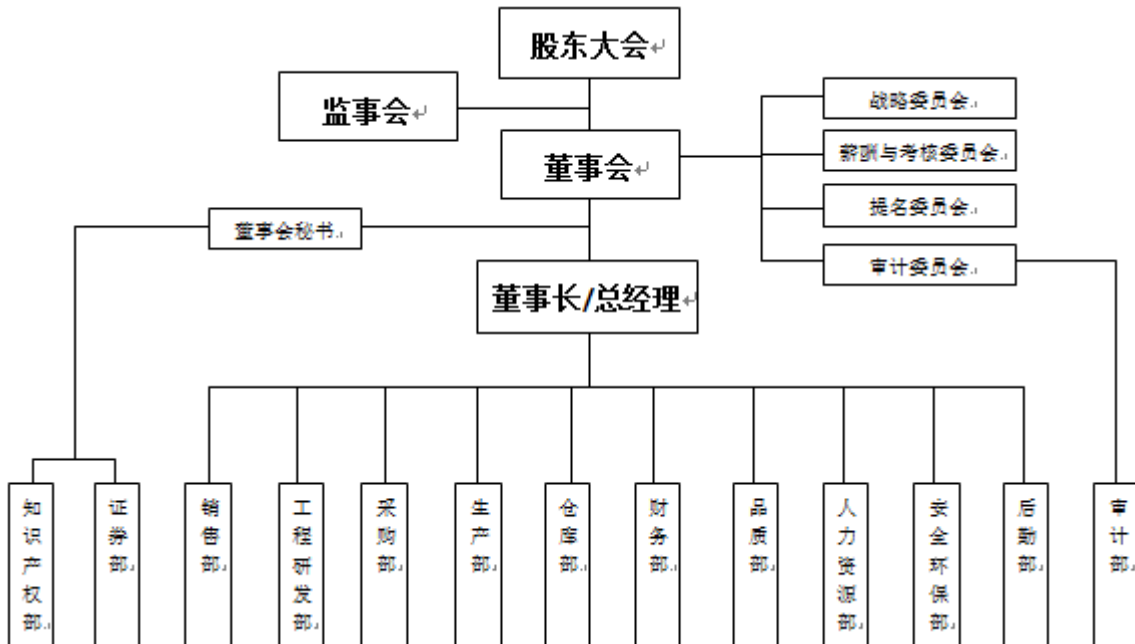 股东大会
监事会
战略委员会
薪酬与考核委员会
董事会
提名委员会
董事会秘书
审计委员会
董事长/总经理
知识产权部
证券部
销售部
工程研发部
采购部
生产部
仓库部
财务部
品质部
人力资源部
安全环保部
后勤部
审计部